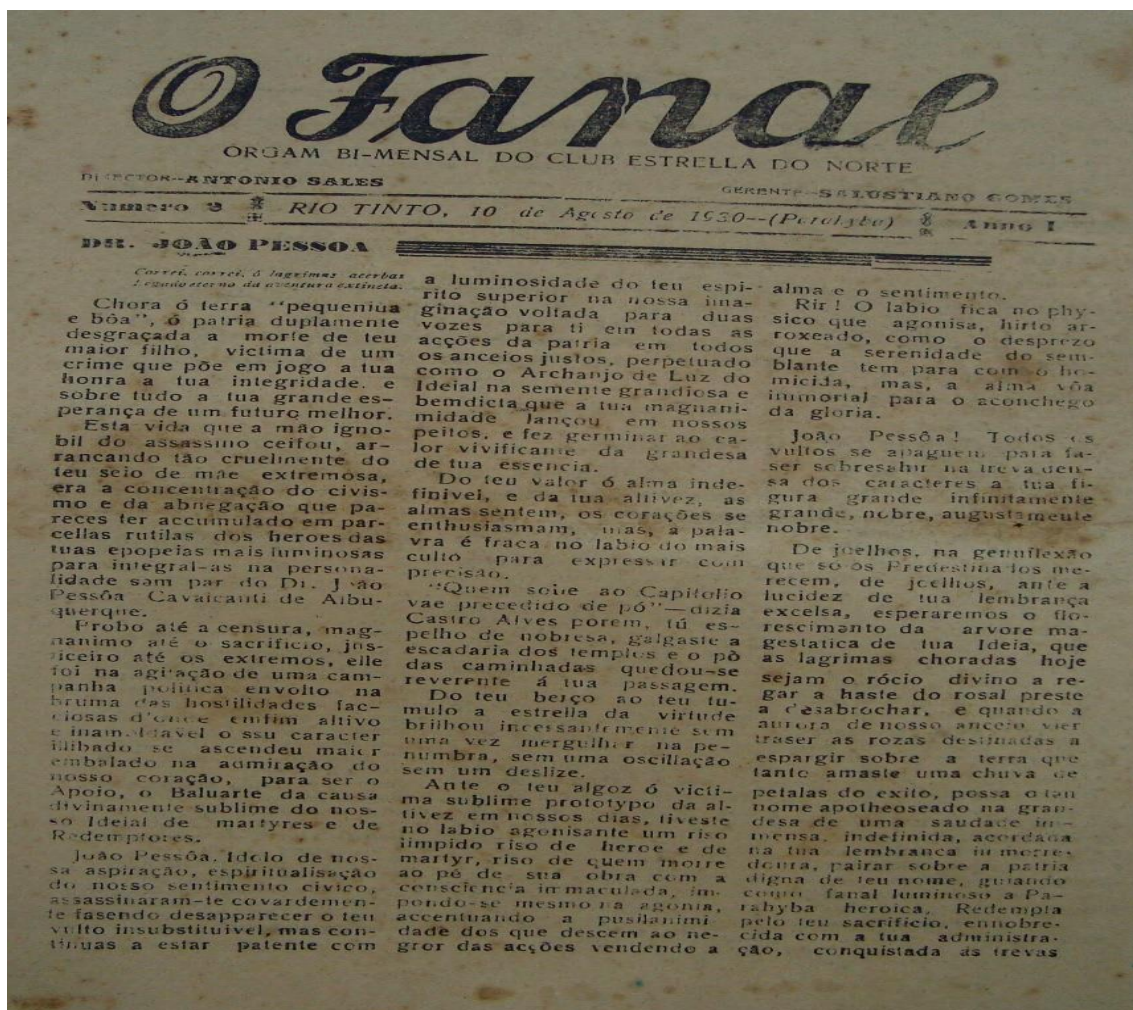 O Fanal
ORGAM BI-MENSAL DO CLUB ESTRELLA DO NORTE
DIRECTOR--ANTONIO SALES
GERENTE--SALUSTIANO GOMES
Numero 2 RIO TINTO, 10 de Agosto de 1930--(Parahyba) Anno I
DR. JOÃO PESSOA
Correi, correi, ó lagrimas acerbas
Legado eterno da aventura extincta.
Chora ó terra "pequenina
e bôa", ó patria duplamente
desgraçada a morte de teu
maior filho, victima de um
crime que põe em jogo a tua
honra a tua integridade. e
sobre tudo a tua grande es-
perança de um futuro melhor.
Esta vida que a mão igno-
bil do assassino ceifou, ar-
rancando tão cruelmente do
teu seio de mãe extremosa,
era a concentração do civis-
mo e da abnegação que pa-
reces ter accumulado em par-
cellas rutilas dos heroes das
tuas epopeias mais luminosas
para integral-as na persona-
lidade sam par do Dr. João
Pessôa Cavalcanti de Albu-
querque.
Probo até a censura, mag-
nanimo até o sacrificio, jus-
ticeiro até os extremos, elle
foi na agitação de uma cam-
panha politica envolto na
bruma das hostilidades fac-
ciosas d'onde emfim altivo
e inamoldavel o ssu caracter
illibado se ascendeu maior
embalado na admiração do
nosso coração, para ser o
Apoio, o Baluarte da causa
divinamente sublime do nos-
so Ideial de martyres e de
Redemptores.
João Pessôa. Idolo de nos-
sa aspiração, espiritualisação
do nosso sentimento civico,
assassinaram-te covardemen-
te fasendo desapparecer o teu
vulto insubstituivel, mas con-
tinuas a estar patente com
a luminosidade do teu espi-
rito superior na nossa ima-
ginação voltada para duas
vozes para ti em todas as
acções da patria em todos
os anceios justos, perpetuado
como o Archanjo de Luz do
Ideial na semente grandiosa e
bemdicta que a tua magnani-
midade lançou em nossos
peitos, e fez germinar ao ca-
lor vivificante da grandesa
de tua essencia.
Do teu valor ó alma inde-
finivel, e da tua altivez, as
almas sentem, os corações se
enthusiasmam, mas, a pala-
vra é fraca no labio do mais
culto para expressar com
precisão.
"Quem sobe ao Capitolio
vae precedido de pó"—dizia
Castro Alves porem, tú es-
pelho de nobresa, galgaste a
escadaria dos templos e o pò
das caminhadas quedou-se
reverente á tua passagem.
Do teu berço ao teu tu-
mulo a estrella da virtude
brilhou incessantemente sem
uma vez mergulhar na pe-
numbra, sem uma oscillação
sem um deslize.
Ante o teu algoz ó victi-
ma sublime prototypo da al-
tivez em nossos dias, tiveste
no labio agonisante um riso
limpido riso de heroe e de
martyr, riso de quem morre
ao pé de sua obra com a
consciencia immaculada, im-
pondo-se mesmo na agonia,
accentuando a pusilanimi
dade dos que descem ao ne-
gror das acções vendendo a
alma e o sentimento.
Rir! O labio fica no phy-
sico que agonisa, hirto ar-
roxeado, como o desprezo
que a serenidade do sem-
blante tem para com o ho-
micida, mas, a alma vôa
immortal para o aconchego
da gloria.
João Pessôa! Todos os
vultos se apaguem para fa-
ser sobresahir na treva den-
sa dos caracteres a tua fi-
gura grande infinitamente
grande, nobre, augustamente
nobre.
De joelhos, na genuflexão
que só os Predestinados me-
recem, de joelhos, ante a
lucidez de tua lembrança
excelsa, esperaremos o flo-
rescimento da arvore ma-
gestatica de tua Ideia, que
as lagrimas choradas hoje
sejam o rócio divino a re-
gar a haste do rosal preste
a desabrochar, e quando a
aurora de nosso anceio vier
traser as rozas destinadas a
espargir sobre a terra que
tanto amaste uma chuva de
petalas do exito, possa o teu
nome apotheoseado na gran-
desa de uma saudade im-
mensa, indefinida, acordada
na tua lembranca immorre-
doura, pairar sobre a patria
digna de teu nome, guiando
como fanal luminoso a Pa-
rahyba heroica, Redempta
pelo teu sacrificio, ennobre-
cida com a tua administra-
ção, conquistada ás trevas